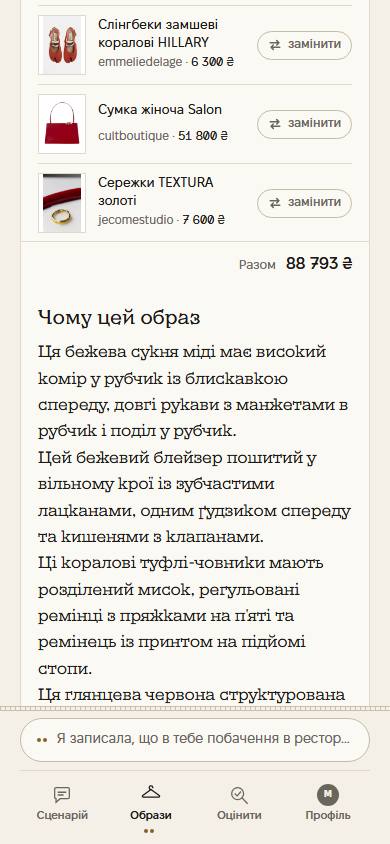 Слінгбеки замшеві
коралові HILLARY
emmeliedelage · 6 300 ₴
замінити
Сумка жіноча Salon
cultboutique · 51 800 ₴
замінити
Сережки TEXTURA
золоті
jecomestudio · 7 600 ₴
замінити
Разом 88 793 ₴
Чому цей образ
Ця бежева сукня міді має високий
комір у рубчик із блискавкою
спереду, довгі рукави з манжетами в
рубчик і поділ у рубчик.
Цей бежевий блейзер пошитий у
вільному крої із зубчастими
лацканами, одним ґудзиком спереду
та кишенями з клапанами.
Ці коралові туфлі-човники мають
розділений мисок, регульовані
ремінці з пряжками на п'яті та
ремінець із принтом на підйомі
стопи.
Ця глянцева червона структурована
Я записала, що в тебе побачення в рестор...
Сценарій
Образи
Оцінити
М
Профіль